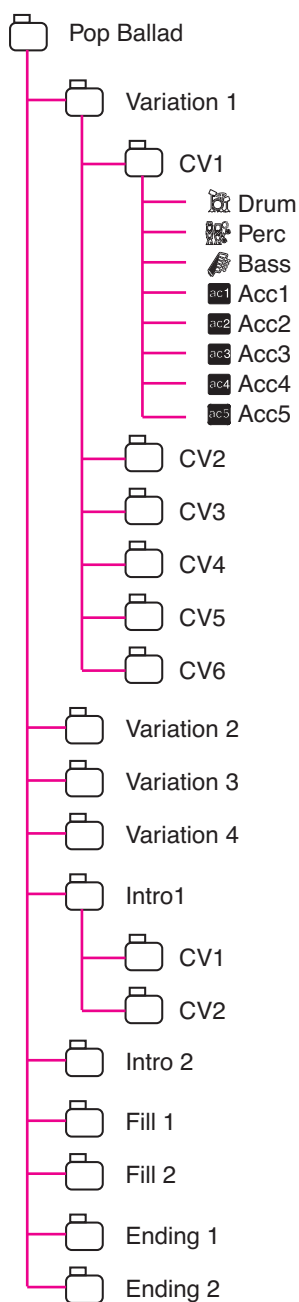 Pop Ballad
Variation 1
CV1
Drum
Perc
Bass
ac1 Acc1
ac2 Acc2
ac3 Acc3
ac4 Acc4
ac5 Acc5
CV2
CV3
CV4
CV5
CV6
Variation 2
Variation 3
Variation 4
Intro1
CV1
CV2
Intro 2
Fill 1
Fill 2
Ending 1
Ending 2